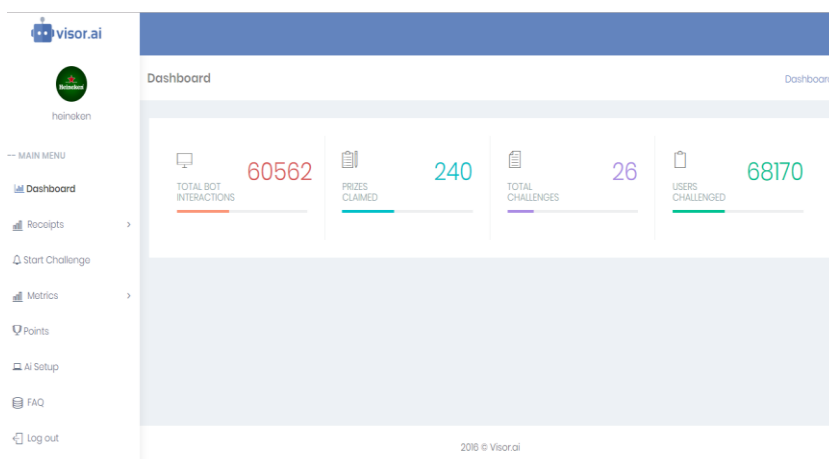 visor.ai
Heineken
heineken
-- MAIN MENU
Dashboard
Receipts
Start Challenge
Metrics
Points
Ai Setup
FAQ
Log out
Dashboard
Dashboar
60562
TOTAL BOT
INTERACTIONS
240
PRIZES
CLAIMED
26
TOTAL
CHALLENGES
68170
USERS
CHALLENGED
2016 © Visor.ai